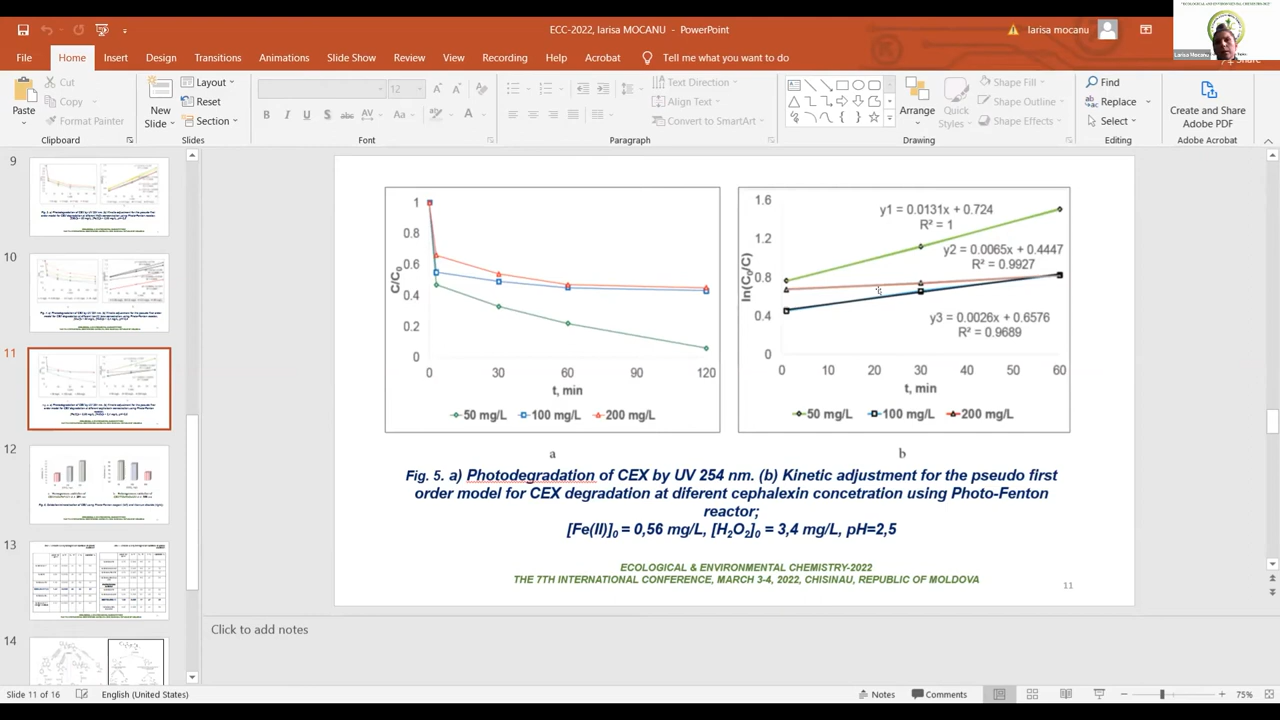 ECC-2022, larisa MOCANU - PowerPoint
larisa mocanu
Larisa Mocanu
Share
File Home Insert Design Transitions Animations Slide Show Review View Recording Help Acrobat Tell me what you want to do
Paste
Cut
Copy
Format Painter
Clipboard
New
Slide
Layout
Reset
Section
Slides
12
Font
Text Direction
Align Text
Convert to SmartArt
Paragraph
Arrange
Quick
Styles
Shape Fill
Shape Outline
Shape Effects
Drawing
Find
Replace
Select
Editing
Create and Share
Adobe PDF
Adobe Acrobat
9
10
11
12
13
14
C/C0
1
0.8
0.6
0.4
0.2
0
0 30 60 90 120
t, min
50 mg/L 100 mg/L 200 mg/L
a
ln(C0/C)
1.6
1.2
0.8
0.4
0
y1 = 0.0131x + 0.724
R² = 1
y2 = 0.0065x + 0.4447
R² = 0.9927
y3 = 0.0026x + 0.6576
R² = 0.9689
0 10 20 30 40 50 60
t, min
50 mg/L 100 mg/L 200 mg/L
b
Fig. 5. a) Photodegradation of CEX by UV 254 nm. (b) Kinetic adjustment for the pseudo first
order model for CEX degradation at diferent cephalexin concetration using Photo-Fenton
reactor;
[Fe(II)]0 = 0,56 mg/L, [H2O2]0 = 3,4 mg/L, pH=2,5
ECOLOGICAL & ENVIRONMENTAL CHEMISTRY-2022
THE 7TH INTERNATIONAL CONFERENCE, MARCH 3-4, 2022, CHISINAU, REPUBLIC OF MOLDOVA
11
Click to add notes
Slide 11 of 16 English (United States) Notes Comments 75%